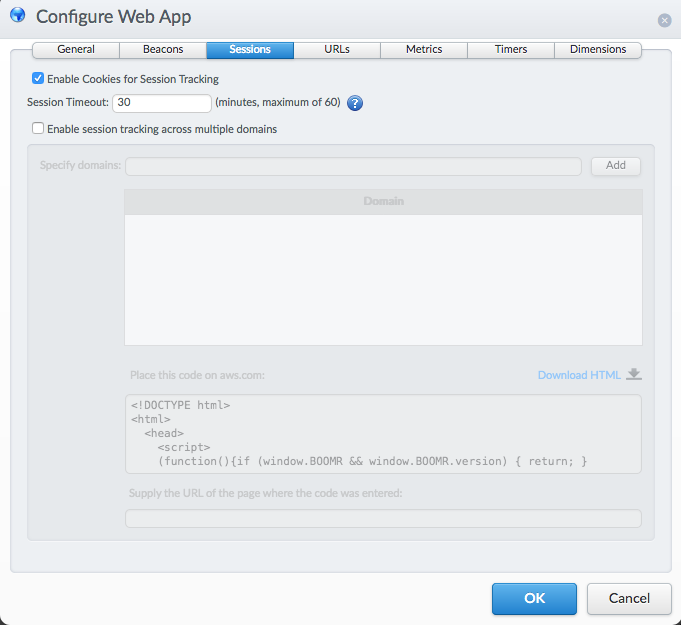 Configure Web App
General Beacons Sessions URLs Metrics Timers Dimensions
Enable Cookies for Session Tracking
Session Timeout: 30 (minutes, maximum of 60) ?
Enable session tracking across multiple domains
Specify domains: Add
Domain
Place this code on aws.com: Download HTML
<!DOCTYPE html>
<html>
<head>
<script>
(function(){if (window.BOOMR && window.BOOMR.version) { return; }
Supply the URL of the page where the code was entered:
OK Cancel